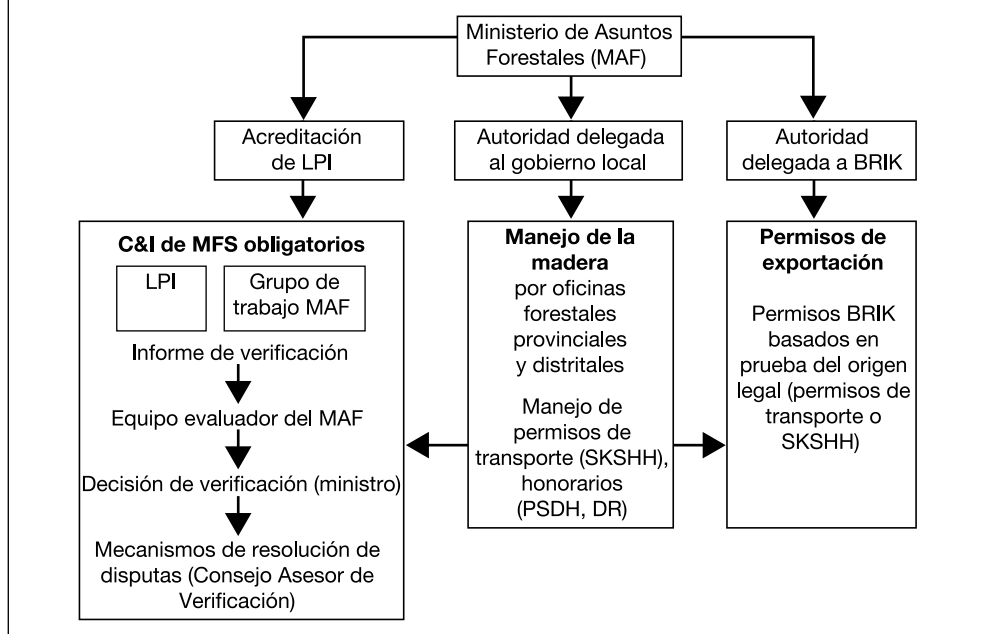 Ministerio de Asuntos
Forestales (MAF)
Acreditación
de LPI
Autoridad delegada
al gobierno local
Autoridad
delegada a BRIK
C&I de MFS obligatorios
LPI
Grupo de
trabajo MAF
Informe de verificación
Equipo evaluador del MAF
Decisión de verificación (ministro)
Mecanismos de resolución de
disputas (Consejo Asesor de
Verificación)
Manejo de la
madera
por oficinas
forestales
provinciales
y distritales
Manejo de
permisos de
transporte (SKSHH),
honorarios
(PSDH, DR)
Permisos de
exportación
Permisos BRIK
basados en
prueba del origen
legal (permisos de
transporte o
SKSHH)